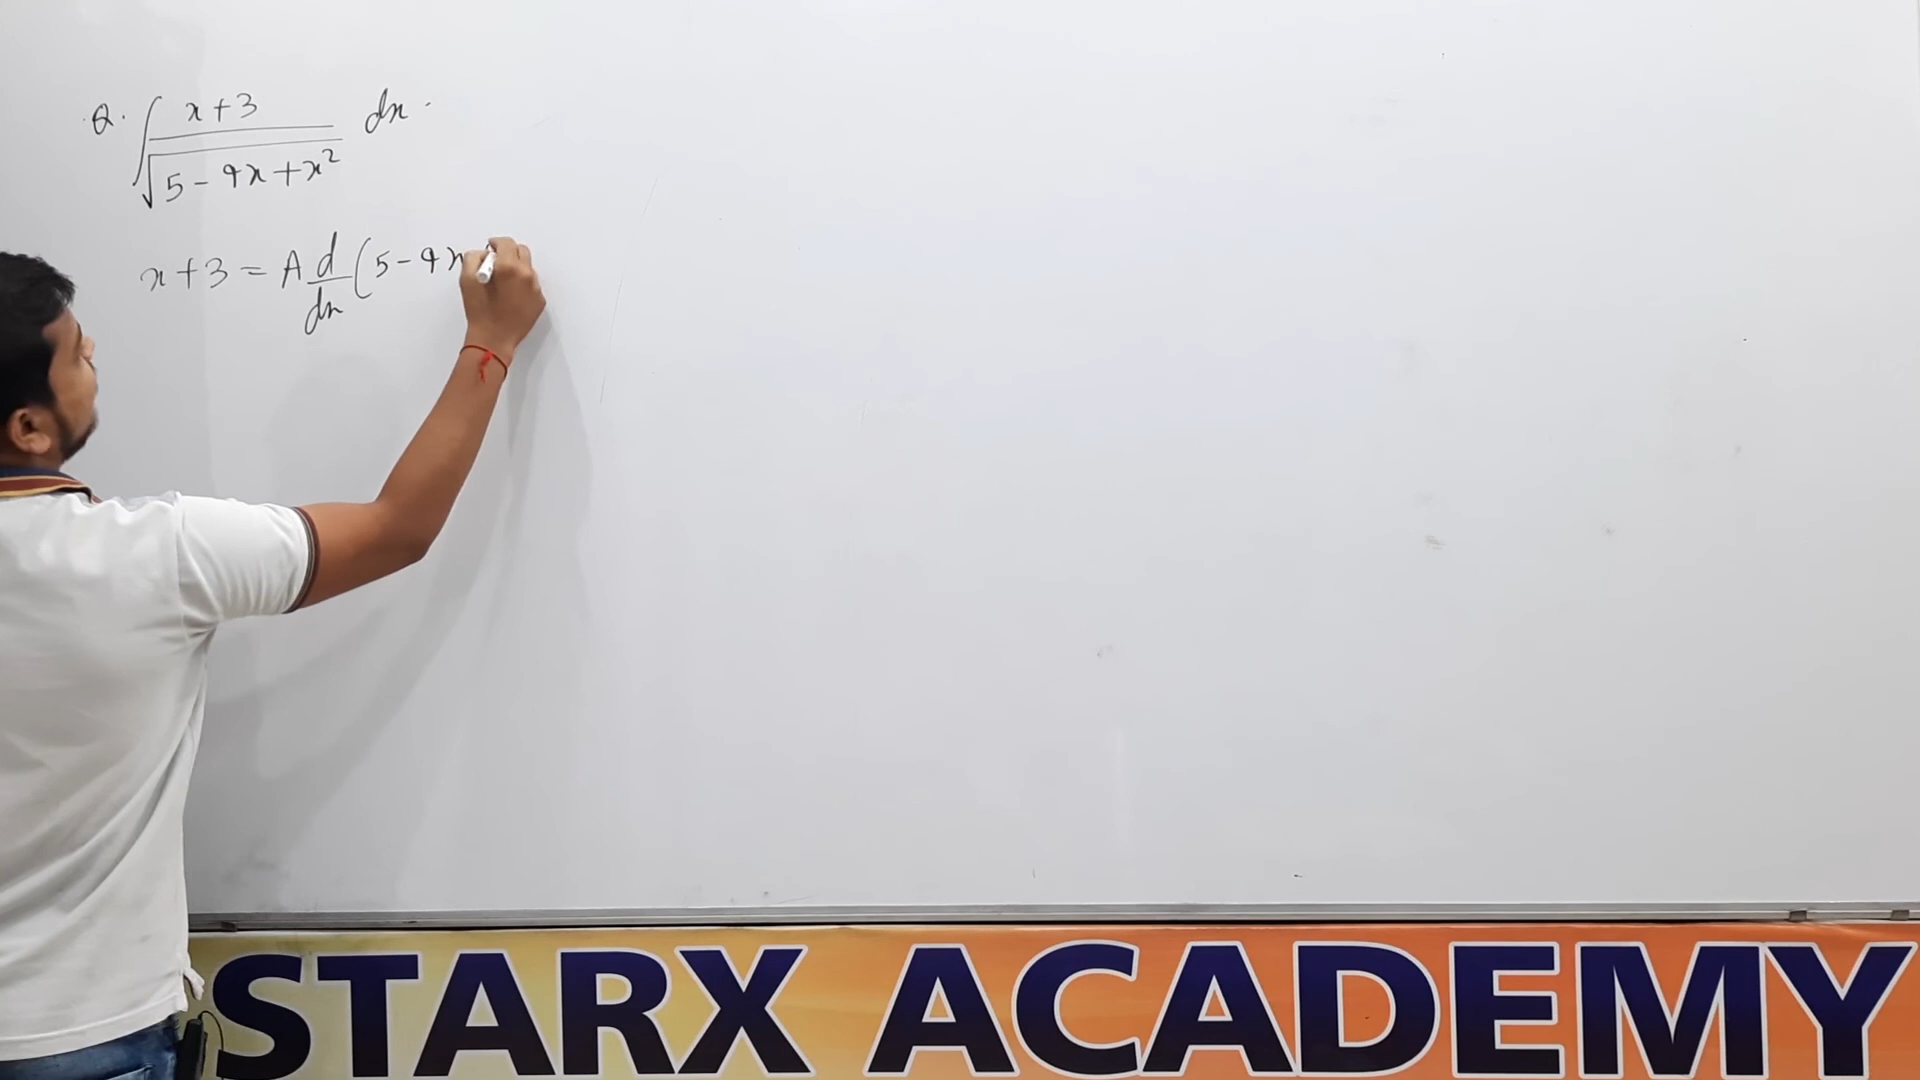 Q. ∫ x+3 / √(5-4x+x²) dx.
x+3 = A d/dx (5-4x
STARX ACADEMY